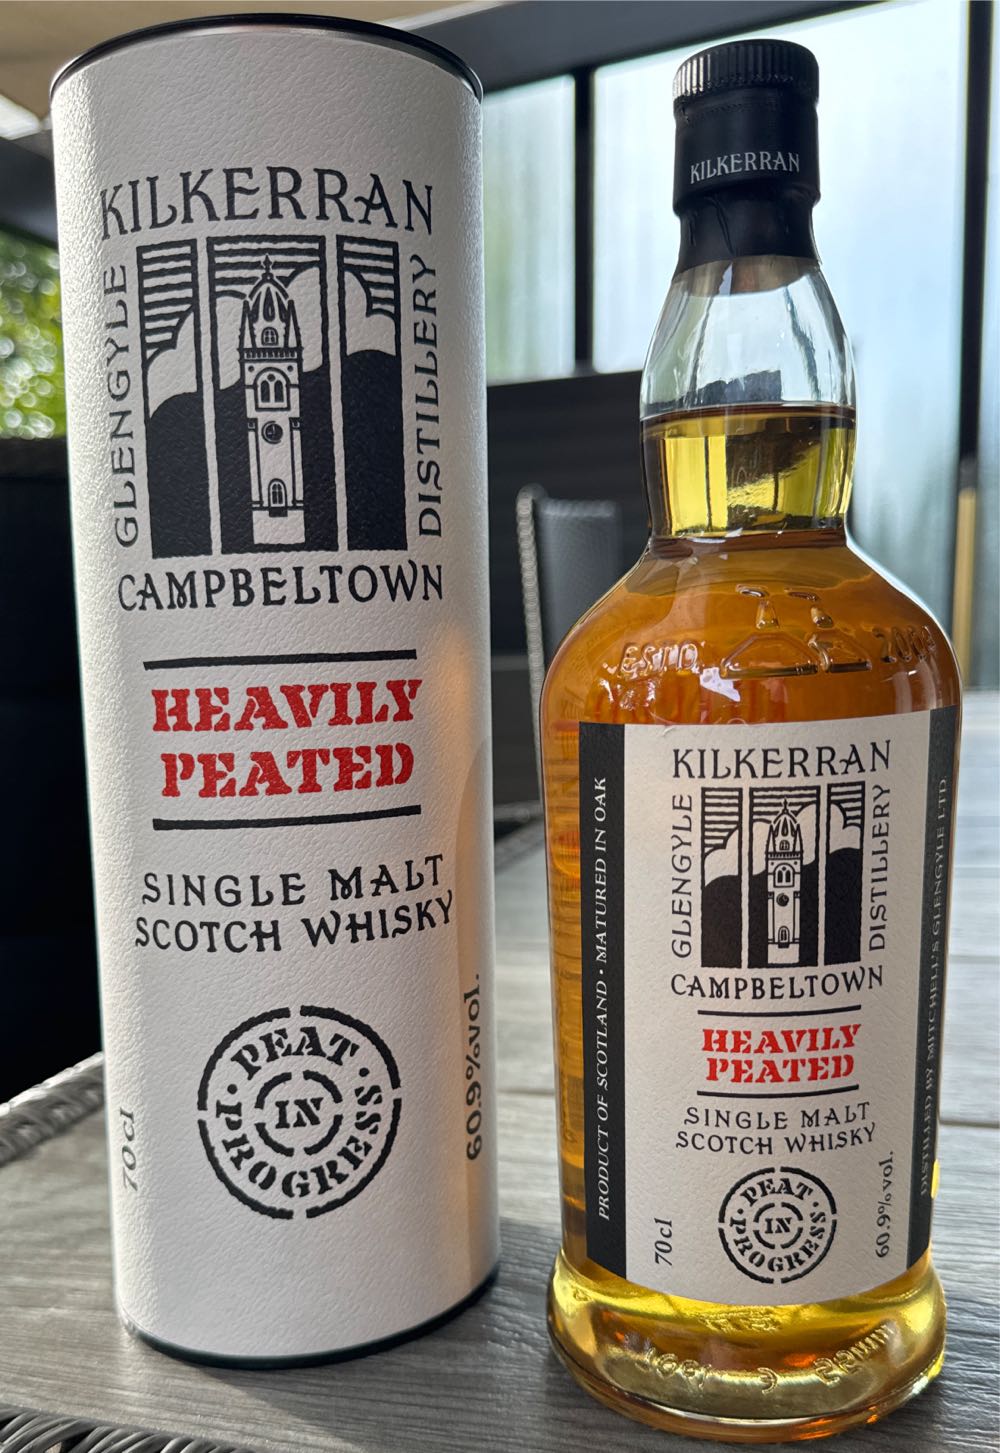 KILKERRAN
GLENGYLE
DISTILLERY
CAMPBELTOWN
HEAVILY
PEATED
SINGLE MALT
SCOTCH WHISKY
PEAT
IN
PROGRESS
70cl
60.9%vol.
KILKERRAN
ESTD
KILKERRAN
GLENGYLE
DISTILLERY
CAMPBELTOWN
HEAVILY
PEATED
SINGLE MALT
SCOTCH WHISKY
PEAT
IN
PROGRESS
70cl
60.9%vol.
PRODUCT OF SCOTLAND • MATURED IN OAK
DISTILLED BY MITCHELL'S GLENGYLE LTD